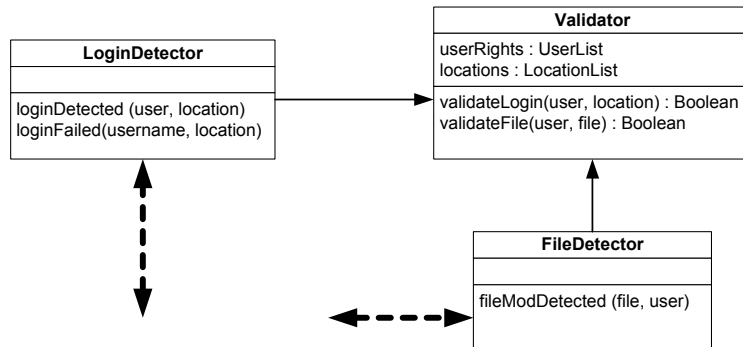 LoginDetector
loginDetected (user, location)
loginFailed(username, location)
Validator
userRights : UserList
locations : LocationList
validateLogin(user, location) : Boolean
validateFile(user, file) : Boolean
FileDetector
fileModDetected (file, user)